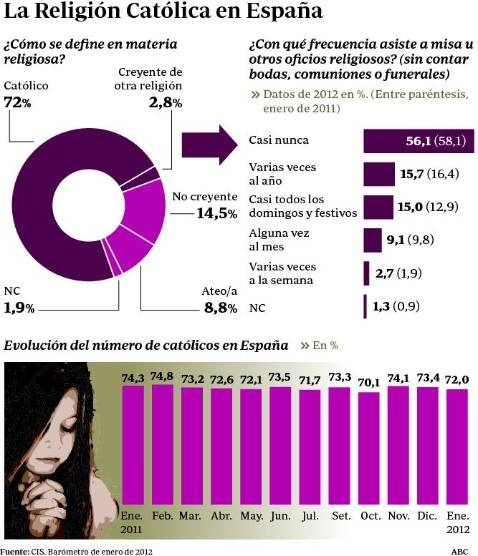 La Religión Católica en España
¿Cómo se define en materia
religiosa?
Católico
72%
Creyente de
otra religión
2,8%
No creyente
14,5%
Ateo/a
8,8%
NC
1,9%
¿Con qué frecuencia asiste a misa u
otros oficios religiosos? (sin contar
bodas, comuniones o funerales)
» Datos de 2012 en %. (Entre paréntesis,
enero de 2011)
Casi nunca 56,1 (58,1)
Varias veces
al año 15,7 (16,4)
Casi todos los
domingos y festivos 15,0 (12,9)
Alguna vez
al mes 9,1 (9,8)
Varias veces
a la semana 2,7 (1,9)
NC 1,3 (0,9)
Evolución del número de católicos en España » En %
74,3 74,8 73,2 72,6 72,1 73,5 71,7 73,3 70,1 74,1 73,4 72,0
Ene. Feb. Mar. Abr. May. Jun. Jul. Set. Oct. Nov. Dic. Ene.
2011 2012
Fuente: CIS. Barómetro de enero de 2012 ABC